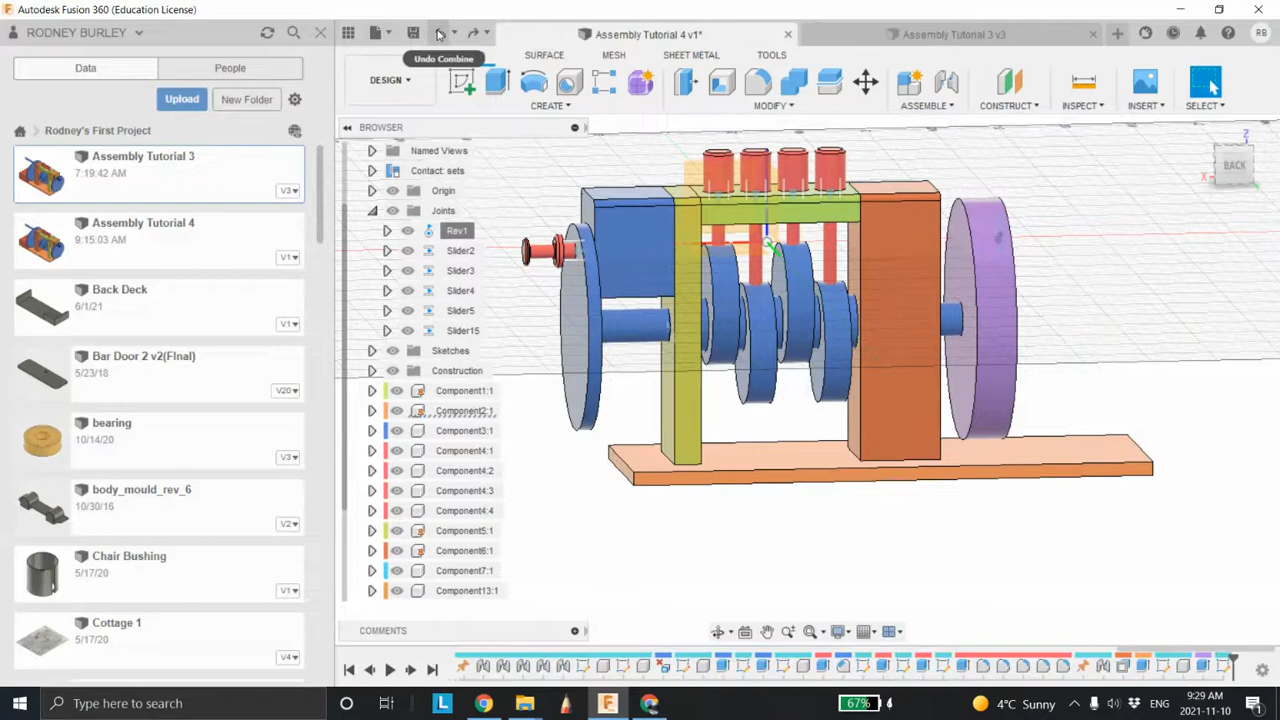 Autodesk Fusion 360 (Education License)
RODNEY BURLEY
Assembly Tutorial 4 v1*
Assembly Tutorial 3 v3
RB
Undo Combine
Data
People
SURFACE
MESH
SHEET METAL
TOOLS
DESIGN
Upload
New Folder
CREATE
MODIFY
ASSEMBLE
CONSTRUCT
INSPECT
INSERT
SELECT
Rodney's First Project
BROWSER
Assembly Tutorial 3
7:19:42 AM
V3
Assembly Tutorial 4
9:15:03 AM
V1
Back Deck
6/1/21
V1
Bar Door 2 v2(FInal)
5/23/18
V20
bearing
10/14/20
V3
body_mould_rev_6
10/30/16
V2
Chair Bushing
5/17/20
V1
Cottage 1
5/17/20
V4
Named Views
Contact: sets
Origin
Joints
Rev1
Slider2
Slider3
Slider4
Slider5
Slider15
Sketches
Construction
Component1:1
Component2:1
Component3:1
Component4:1
Component4:2
Component4:3
Component4:4
Component5:1
Component6:1
Component7:1
Component13:1
Z
X
BACK
COMMENTS
Type here to search
L
67%
4°C Sunny
ENG
9:29 AM
2021-11-10
1